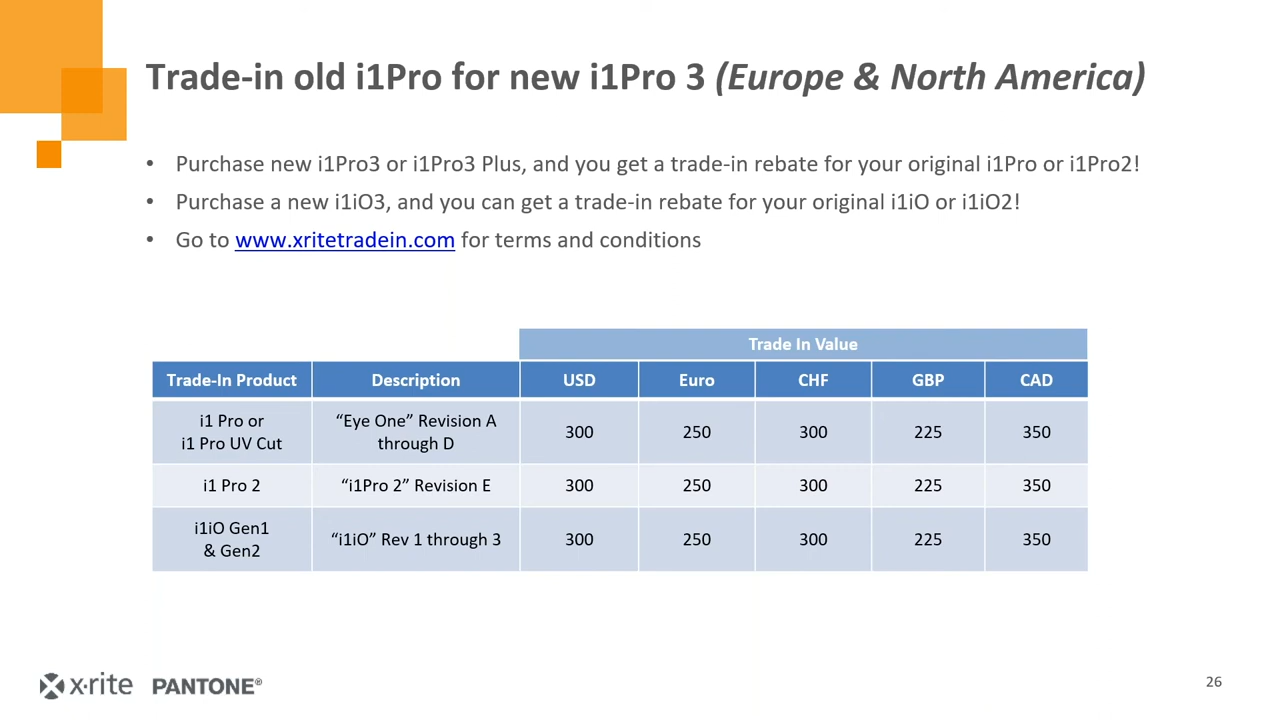 Trade-in old i1Pro for new i1Pro 3 (Europe & North America)
• Purchase new i1Pro3 or i1Pro3 Plus, and you get a trade-in rebate for your original i1Pro or i1Pro2!
• Purchase a new i1iO3, and you can get a trade-in rebate for your original i1iO or i1iO2!
• Go to www.xritetradein.com for terms and conditions
Trade In Value
Trade-In Product Description USD Euro CHF GBP CAD
i1 Pro or
i1 Pro UV Cut
“Eye One” Revision A
through D
300 250 300 225 350
i1 Pro 2 “i1Pro 2” Revision E 300 250 300 225 350
i1iO Gen1
& Gen2
“i1iO” Rev 1 through 3 300 250 300 225 350
x·rite PANTONE®
26